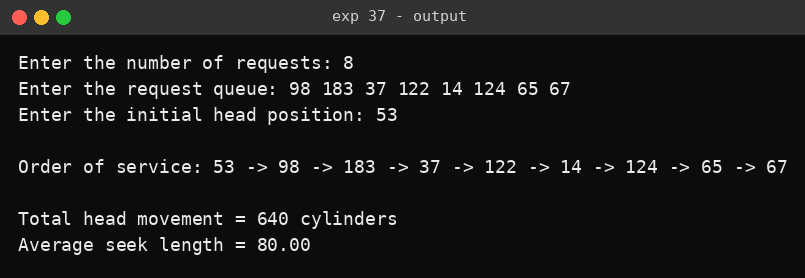 exp 37 - output
Enter the number of requests: 8
Enter the request queue: 98 183 37 122 14 124 65 67
Enter the initial head position: 53
Order of service: 53 -> 98 -> 183 -> 37 -> 122 -> 14 -> 124 -> 65 -> 67
Total head movement = 640 cylinders
Average seek length = 80.00